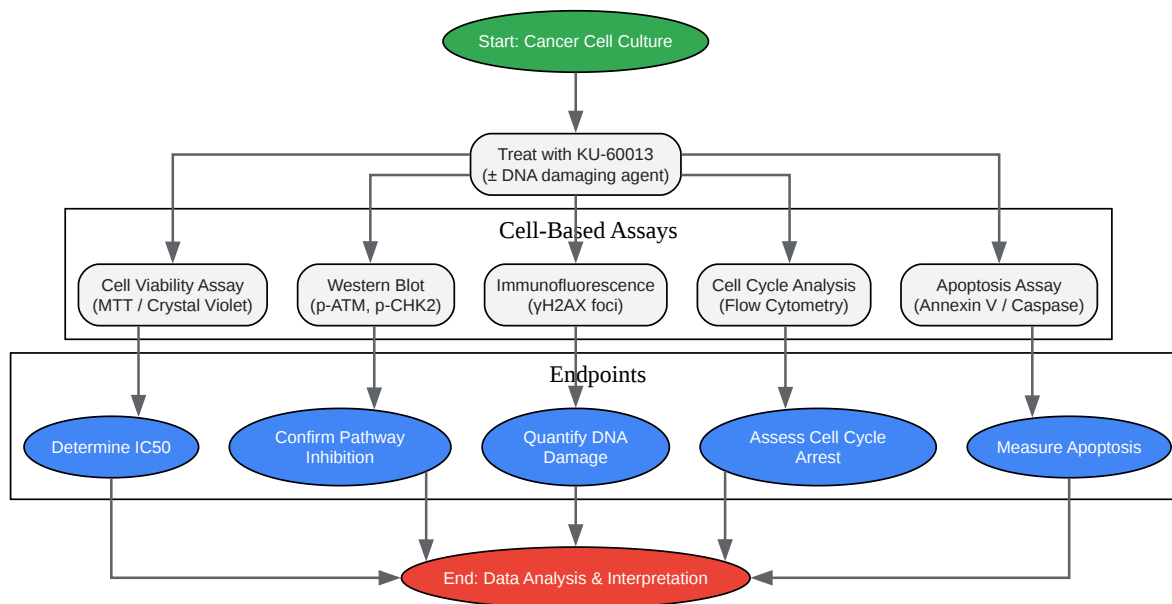 Start: Cancer Cell Culture
Treat with KU-60013
(± DNA damaging agent)
Cell-Based Assays
Cell Viability Assay
(MTT / Crystal Violet)
Western Blot
(p-ATM, p-CHK2)
Immunofluorescence
(γH2AX foci)
Cell Cycle Analysis
(Flow Cytometry)
Apoptosis Assay
(Annexin V / Caspase)
Endpoints
Determine IC50
Confirm Pathway
Inhibition
Quantify DNA
Damage
Assess Cell Cycle
Arrest
Measure Apoptosis
End: Data Analysis & Interpretation